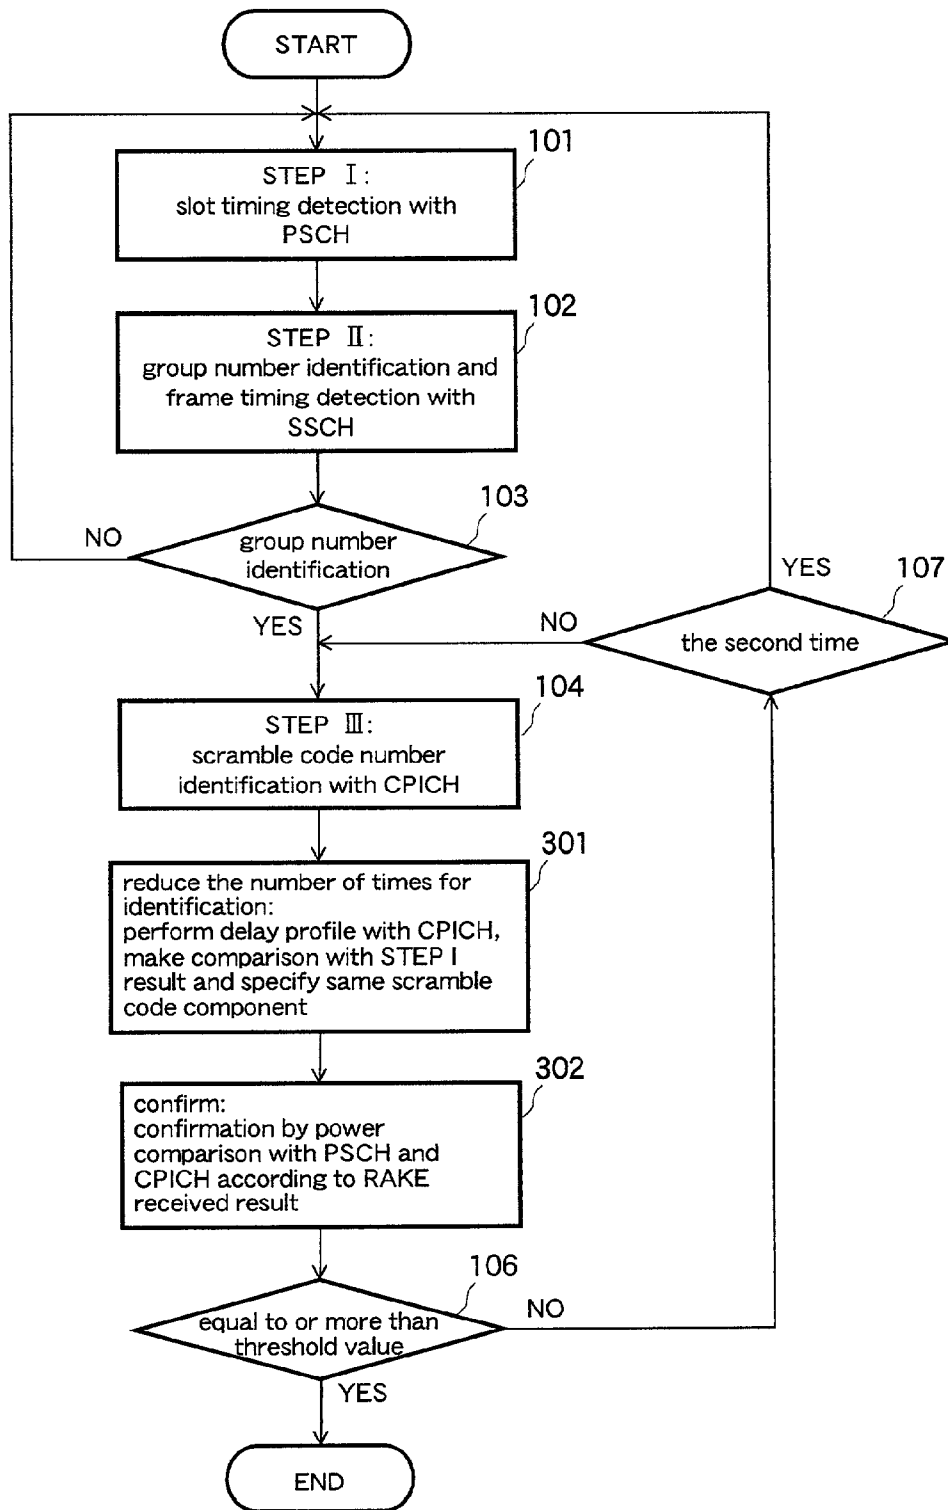 START
101
STEP Ⅰ:
slot timing detection with
PSCH
102
STEP Ⅱ:
group number identification and
frame timing detection with
SSCH
103
NO
group number
identification
YES
YES
107
NO
the second time
104
STEP Ⅲ:
scramble code number
identification with CPICH
301
reduce the number of times for
identification:
perform delay profile with CPICH,
make comparison with STEP I
result and specify same scramble
code component
302
confirm:
confirmation by power
comparison with PSCH and
CPICH according to RAKE
received result
106
NO
equal to or more than
threshold value
YES
END